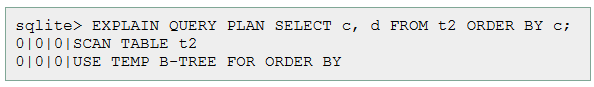 sqlite> EXPLAIN QUERY PLAN SELECT c, d FROM t2 ORDER BY c;
0|0|0|SCAN TABLE t2
0|0|0|USE TEMP B-TREE FOR ORDER BY